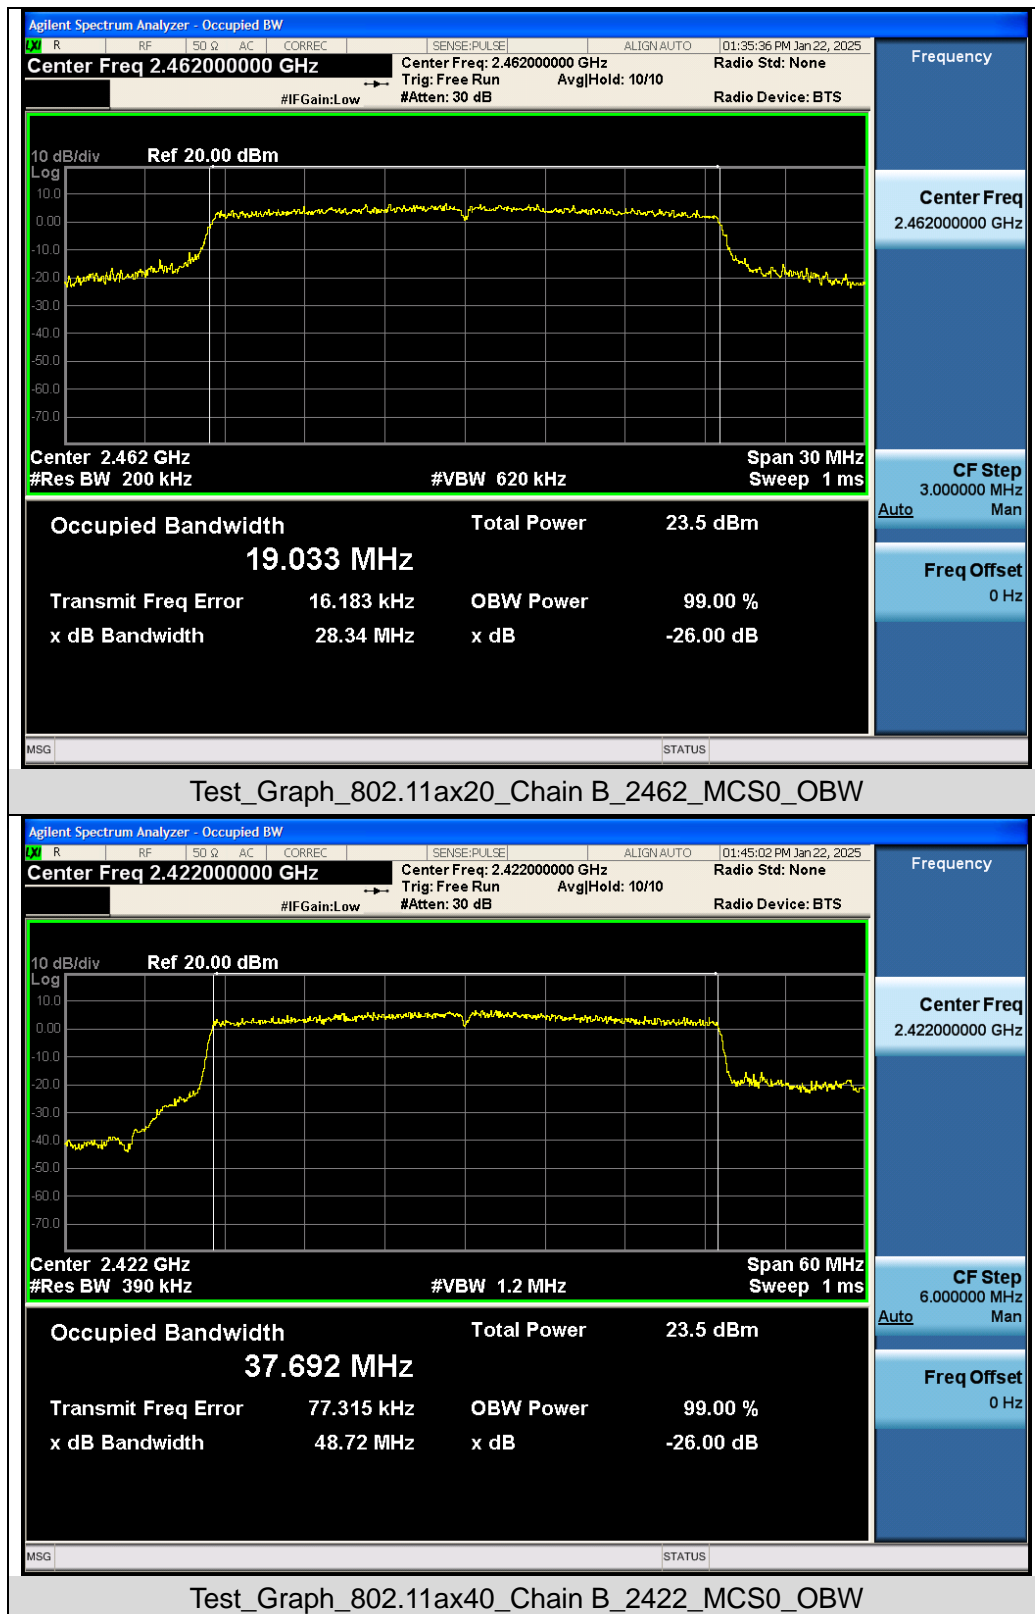 Agilent Spectrum Analyzer - Occupied BW
LXI R RF 50 Ω AC CORREC SENSE:PULSE ALIGN AUTO 01:35:36 PM Jan 22, 2025
Center Freq 2.462000000 GHz
Center Freq: 2.462000000 GHz
Radio Std: None
Trig: Free Run Avg|Hold: 10/10
#IFGain:Low
#Atten: 30 dB
Radio Device: BTS
Frequency
10 dB/div Ref 20.00 dBm
Log
10.0
0.00
-10.0
-20.0
-30.0
-40.0
-50.0
-60.0
-70.0
Center Freq
2.462000000 GHz
Center 2.462 GHz
Span 30 MHz
#Res BW 200 kHz
#VBW 620 kHz
Sweep 1 ms
CF Step
3.000000 MHz
Auto Man
Occupied Bandwidth
Total Power 23.5 dBm
19.033 MHz
Transmit Freq Error 16.183 kHz OBW Power 99.00 %
x dB Bandwidth 28.34 MHz x dB -26.00 dB
Freq Offset
0 Hz
MSG STATUS
Test_Graph_802.11ax20_Chain B_2462_MCS0_OBW
Agilent Spectrum Analyzer - Occupied BW
LXI R RF 50 Ω AC CORREC SENSE:PULSE ALIGN AUTO 01:45:02 PM Jan 22, 2025
Center Freq 2.422000000 GHz
Center Freq: 2.422000000 GHz
Radio Std: None
Trig: Free Run Avg|Hold: 10/10
#IFGain:Low
#Atten: 30 dB
Radio Device: BTS
Frequency
10 dB/div Ref 20.00 dBm
Log
10.0
0.00
-10.0
-20.0
-30.0
-40.0
-50.0
-60.0
-70.0
Center Freq
2.422000000 GHz
Center 2.422 GHz
Span 60 MHz
#Res BW 390 kHz
#VBW 1.2 MHz
Sweep 1 ms
CF Step
6.000000 MHz
Auto Man
Occupied Bandwidth
Total Power 23.5 dBm
37.692 MHz
Transmit Freq Error 77.315 kHz OBW Power 99.00 %
x dB Bandwidth 48.72 MHz x dB -26.00 dB
Freq Offset
0 Hz
MSG STATUS
Test_Graph_802.11ax40_Chain B_2422_MCS0_OBW